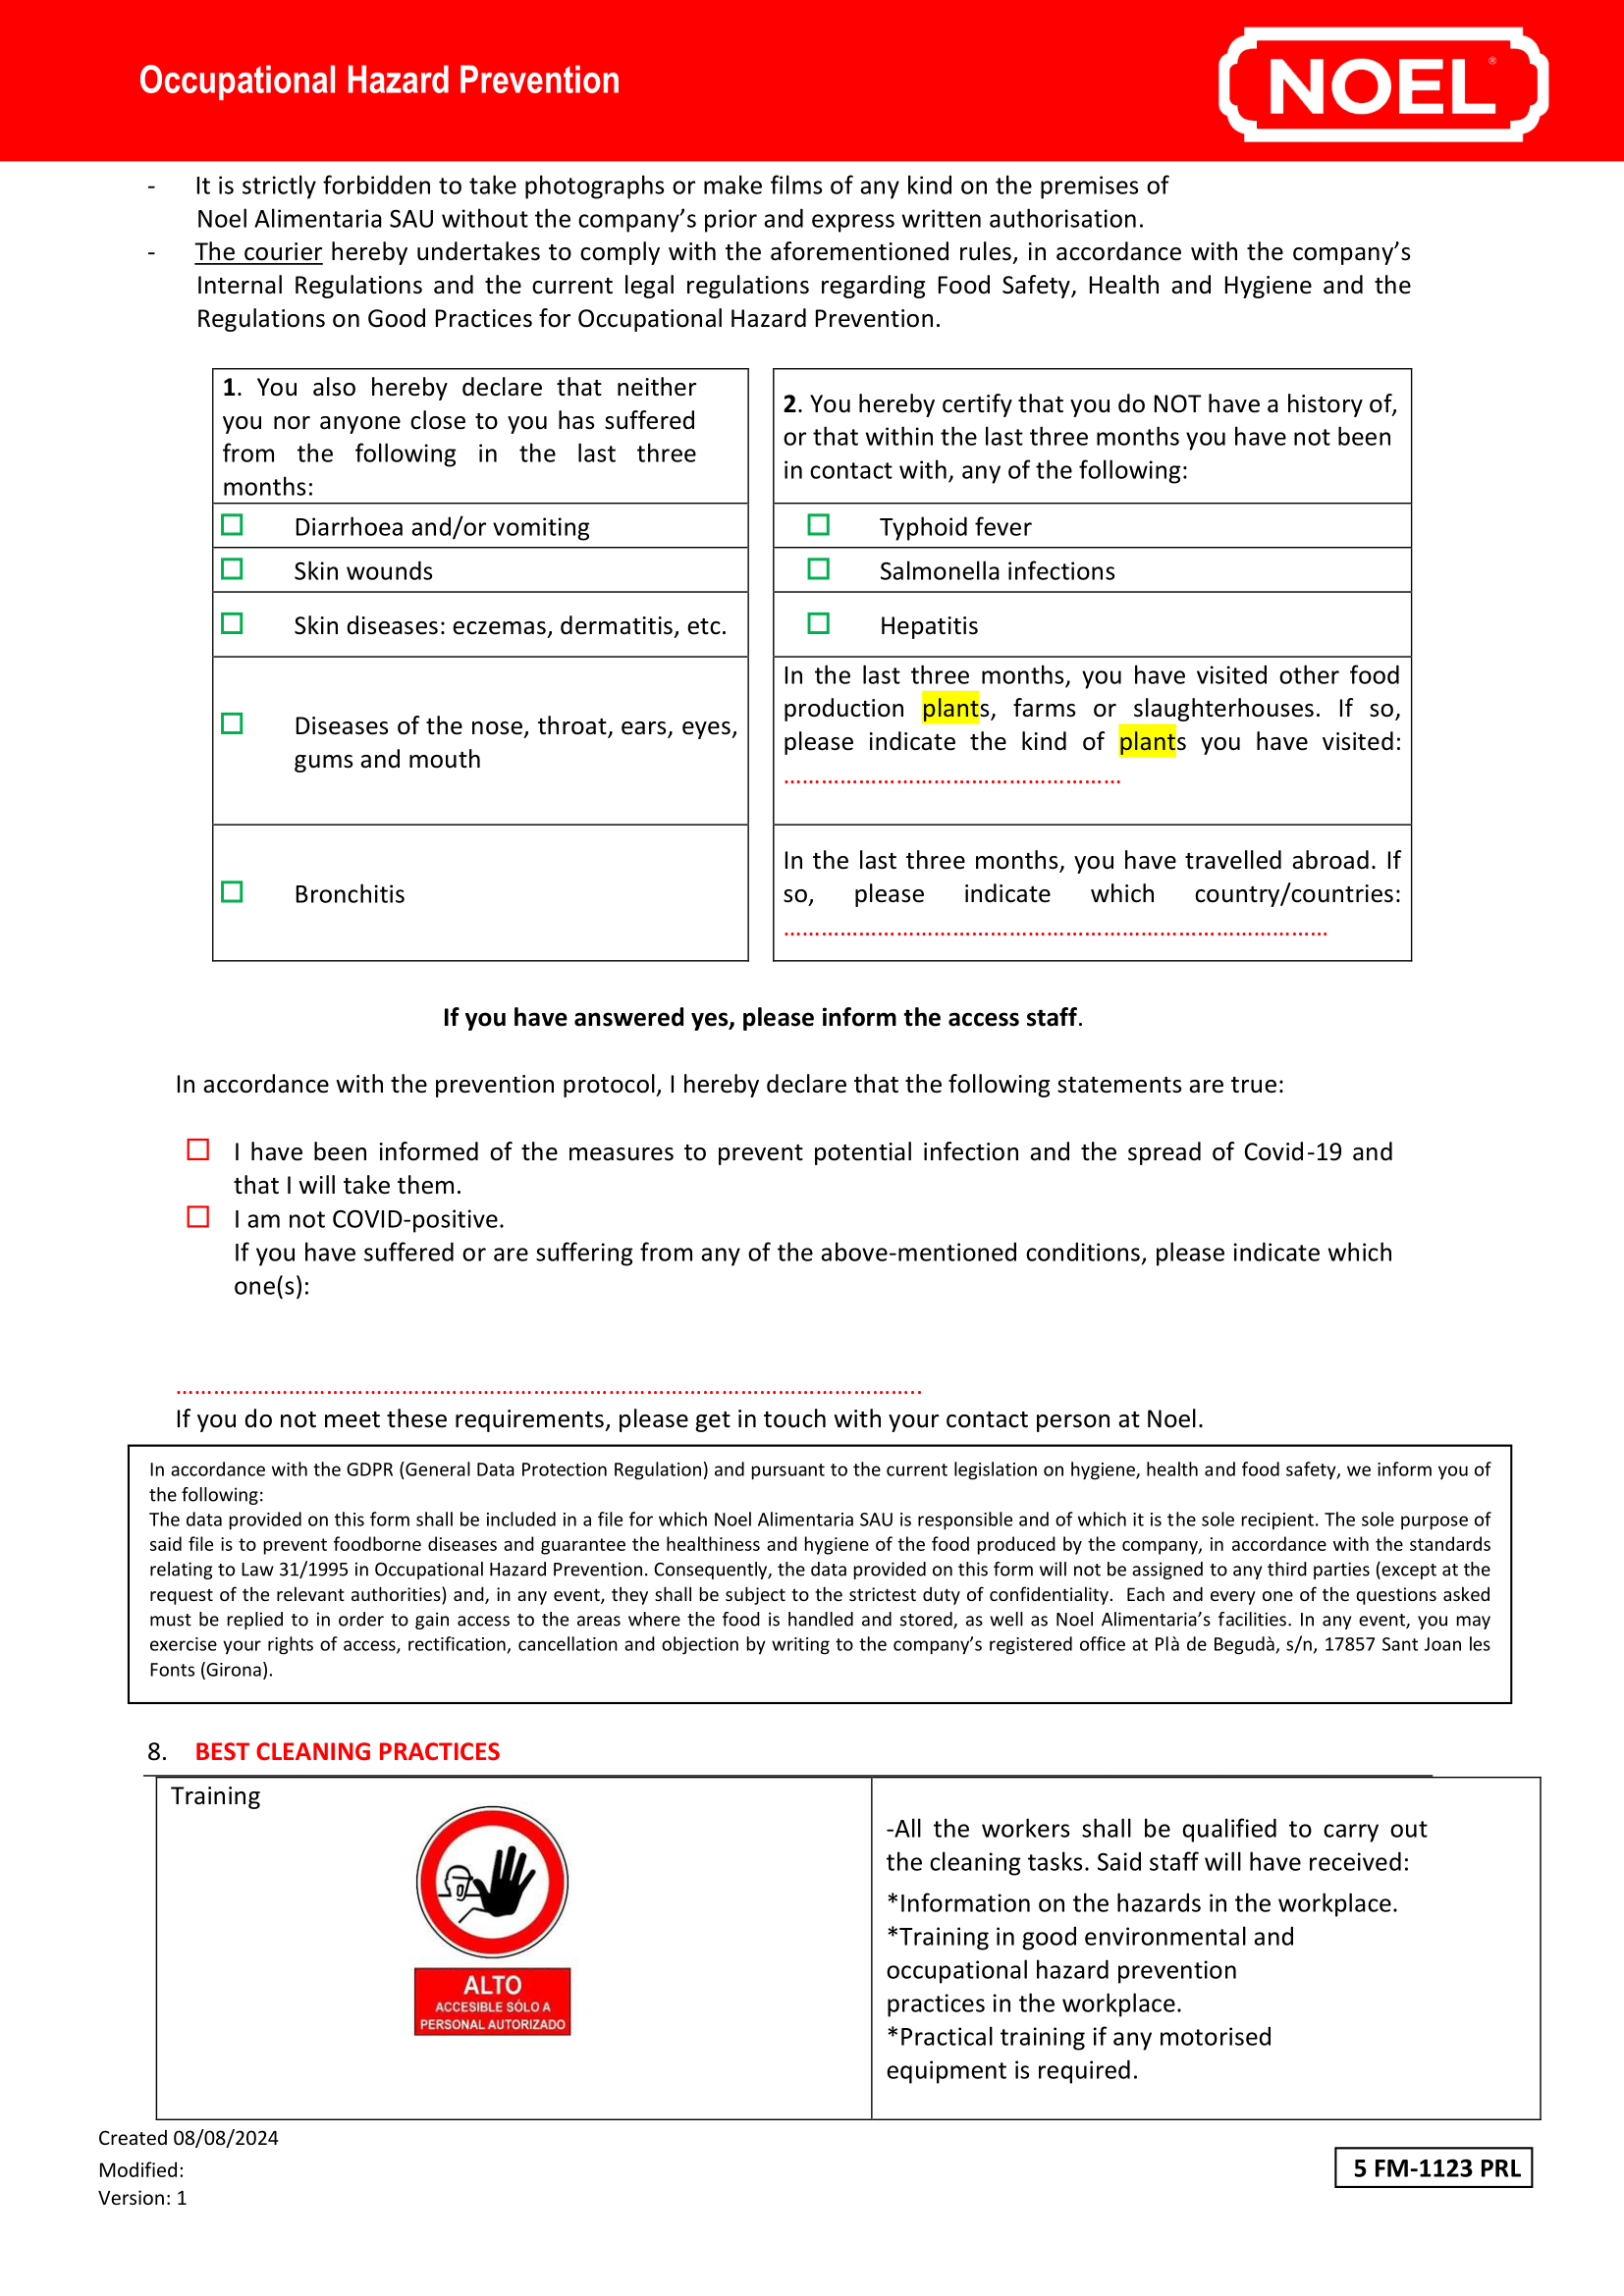 Occupational Hazard Prevention
NOEL®
- It is strictly forbidden to take photographs or make films of any kind on the premises of
Noel Alimentaria SAU without the company’s prior and express written authorisation.
- The courier hereby undertakes to comply with the aforementioned rules, in accordance with the company’s
Internal Regulations and the current legal regulations regarding Food Safety, Health and Hygiene and the
Regulations on Good Practices for Occupational Hazard Prevention.
1. You also hereby declare that neither
you nor anyone close to you has suffered
from the following in the last three
months:
☐ Diarrhoea and/or vomiting
☐ Skin wounds
☐ Skin diseases: eczemas, dermatitis, etc.
☐ Diseases of the nose, throat, ears, eyes,
gums and mouth
☐ Bronchitis
2. You hereby certify that you do NOT have a history of,
or that within the last three months you have not been
in contact with, any of the following:
☐ Typhoid fever
☐ Salmonella infections
☐ Hepatitis
In the last three months, you have visited other food
production plants, farms or slaughterhouses. If so,
please indicate the kind of plants you have visited:
………………………………………………
In the last three months, you have travelled abroad. If
so, please indicate which country/countries:
……………………………………………………………………………
If you have answered yes, please inform the access staff.
In accordance with the prevention protocol, I hereby declare that the following statements are true:
☐ I have been informed of the measures to prevent potential infection and the spread of Covid-19 and
that I will take them.
☐ I am not COVID-positive.
If you have suffered or are suffering from any of the above-mentioned conditions, please indicate which
one(s):
………………………………………………………………………………………………………..
If you do not meet these requirements, please get in touch with your contact person at Noel.
In accordance with the GDPR (General Data Protection Regulation) and pursuant to the current legislation on hygiene, health and food safety, we inform you of
the following:
The data provided on this form shall be included in a file for which Noel Alimentaria SAU is responsible and of which it is the sole recipient. The sole purpose of
said file is to prevent foodborne diseases and guarantee the healthiness and hygiene of the food produced by the company, in accordance with the standards
relating to Law 31/1995 in Occupational Hazard Prevention. Consequently, the data provided on this form will not be assigned to any third parties (except at the
request of the relevant authorities) and, in any event, they shall be subject to the strictest duty of confidentiality. Each and every one of the questions asked
must be replied to in order to gain access to the areas where the food is handled and stored, as well as Noel Alimentaria’s facilities. In any event, you may
exercise your rights of access, rectification, cancellation and objection by writing to the company’s registered office at Plà de Begudà, s/n, 17857 Sant Joan les
Fonts (Girona).
8. BEST CLEANING PRACTICES
Training
ALTO
ACCESIBLE SÓLO A
PERSONAL AUTORIZADO
-All the workers shall be qualified to carry out
the cleaning tasks. Said staff will have received:
*Information on the hazards in the workplace.
*Training in good environmental and
occupational hazard prevention
practices in the workplace.
*Practical training if any motorised
equipment is required.
Created 08/08/2024
Modified:
Version: 1
5 FM-1123 PRL